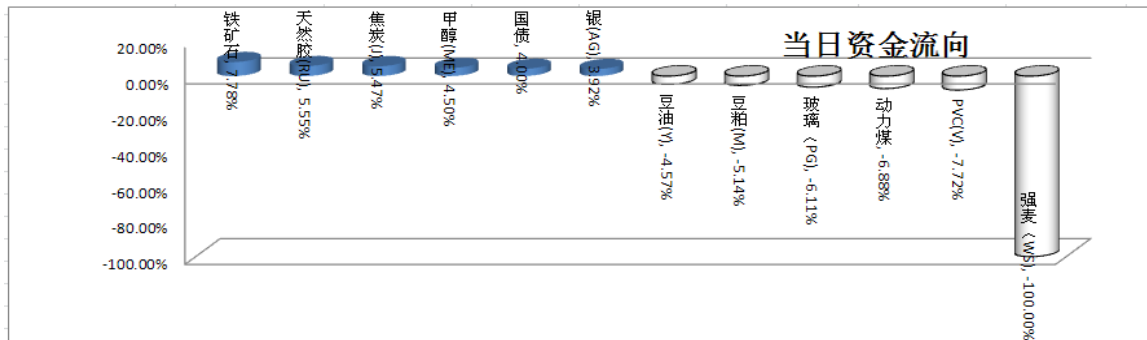 当日资金流向
20.00%
0.00%
-20.00%
-40.00%
-60.00%
-80.00%
-100.00%
铁矿石, 7.78%
天然胶(RU), 5.55%
焦炭(J), 5.47%
甲醇(ME), 4.50%
国债, 4.00%
银(AG), 3.92%
豆油(Y), -4.57%
豆粕(M), -5.14%
玻璃〈PG), -6.11%
动力煤, -6.88%
PVC(V), -7.72%
强麦〈WS), -100.00%